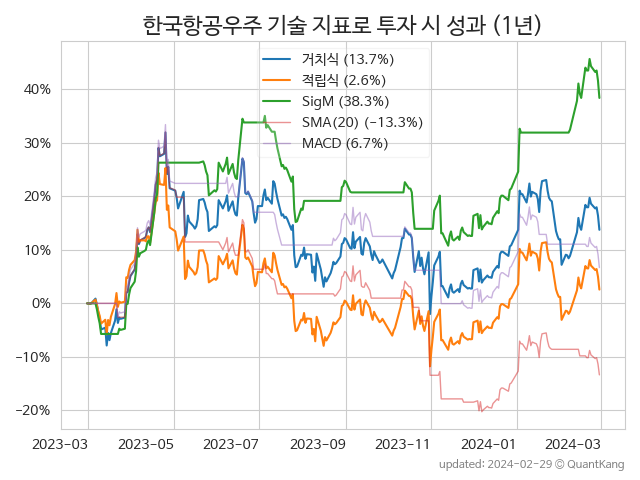 한국항공우주 기술 지표로 투자 시 성과 (1년)
거치식 (13.7%)
적립식 (2.6%)
SigM (38.3%)
SMA(20) (−13.3%)
MACD (6.7%)
40%
30%
20%
10%
0%
−10%
−20%
2023-03
2023-05
2023-07
2023-09
2023-11
2024-01
2024-03
updated: 2024-02-29 ⓒ QuantKang